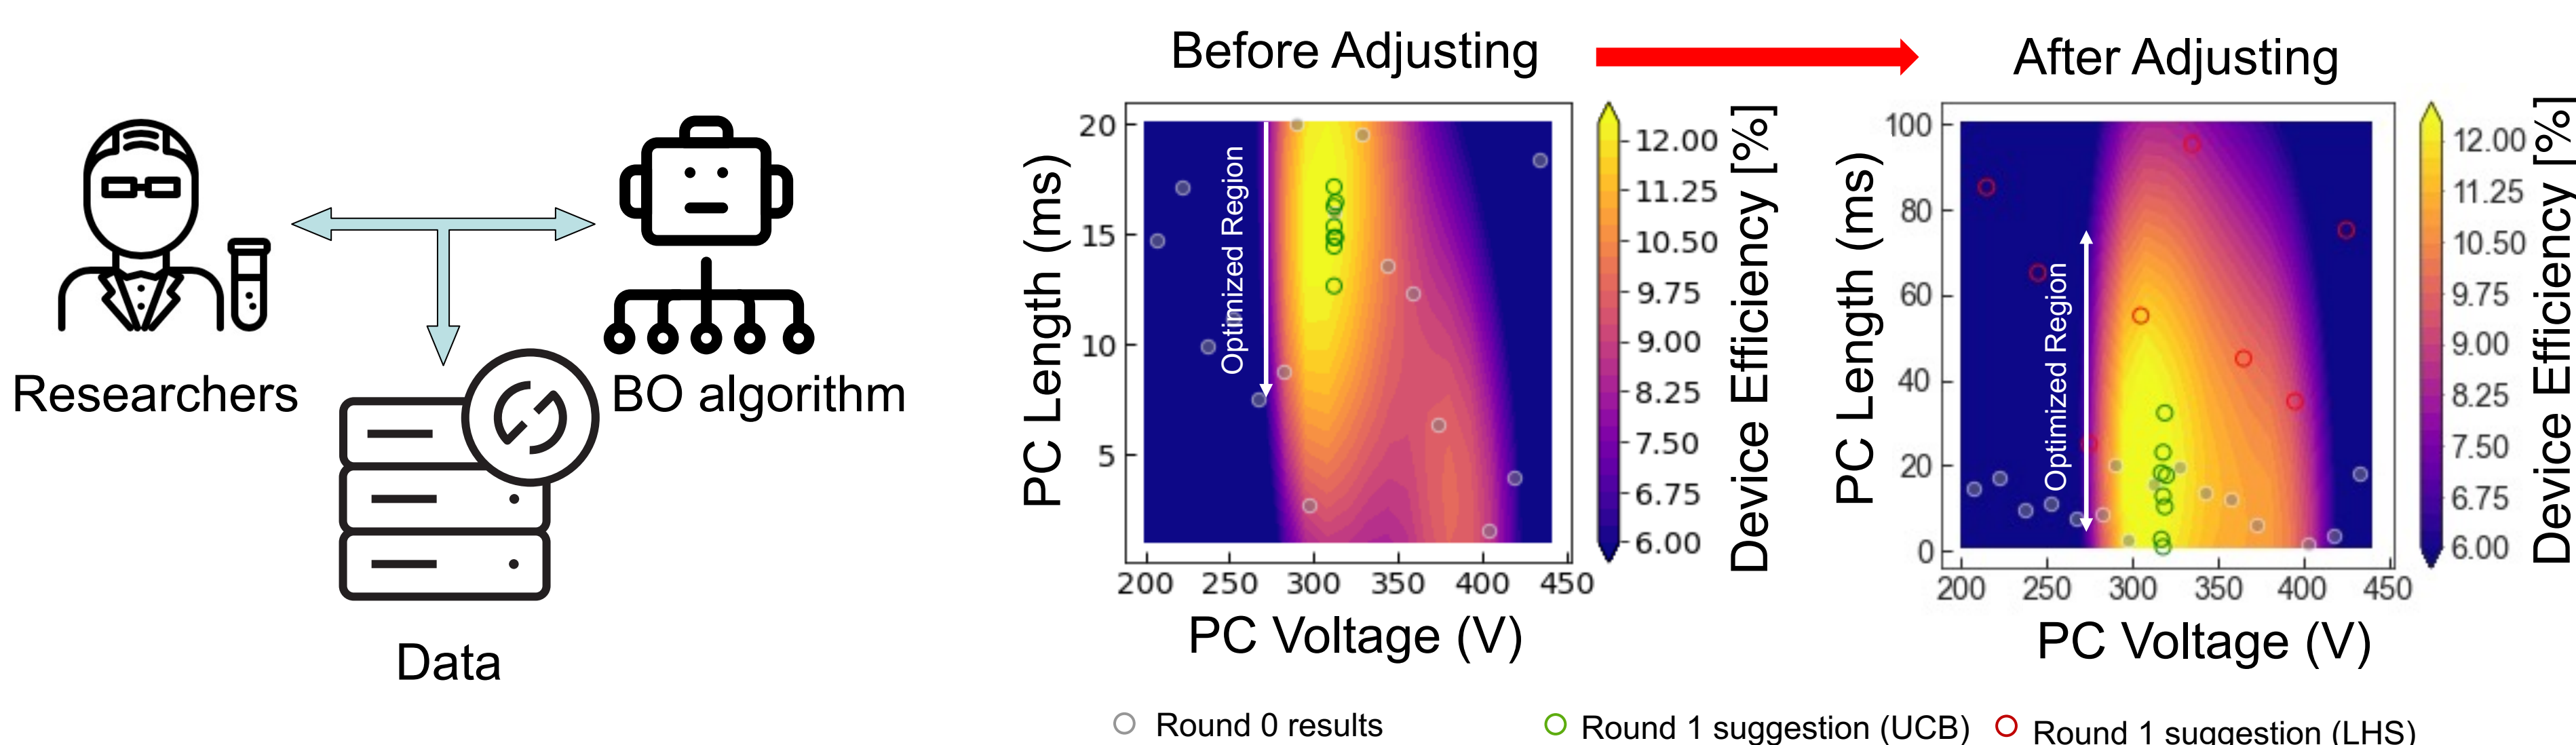 Researchers
BO algorithm
Data
Before Adjusting
After Adjusting
PC Length (ms)
20
15
10
5
Optimized Region
200 250 300 350 400 450
PC Voltage (V)
12.00
11.25
10.50
9.75
9.00
8.25
7.50
6.75
6.00
Device Efficiency [%]
PC Length (ms)
100
80
60
40
20
0
Optimized Region
200 250 300 350 400 450
PC Voltage (V)
12.00
11.25
10.50
9.75
9.00
8.25
7.50
6.75
6.00
Device Efficiency [%]
Round 0 results
Round 1 suggestion (UCB)
Round 1 suggestion (LHS)